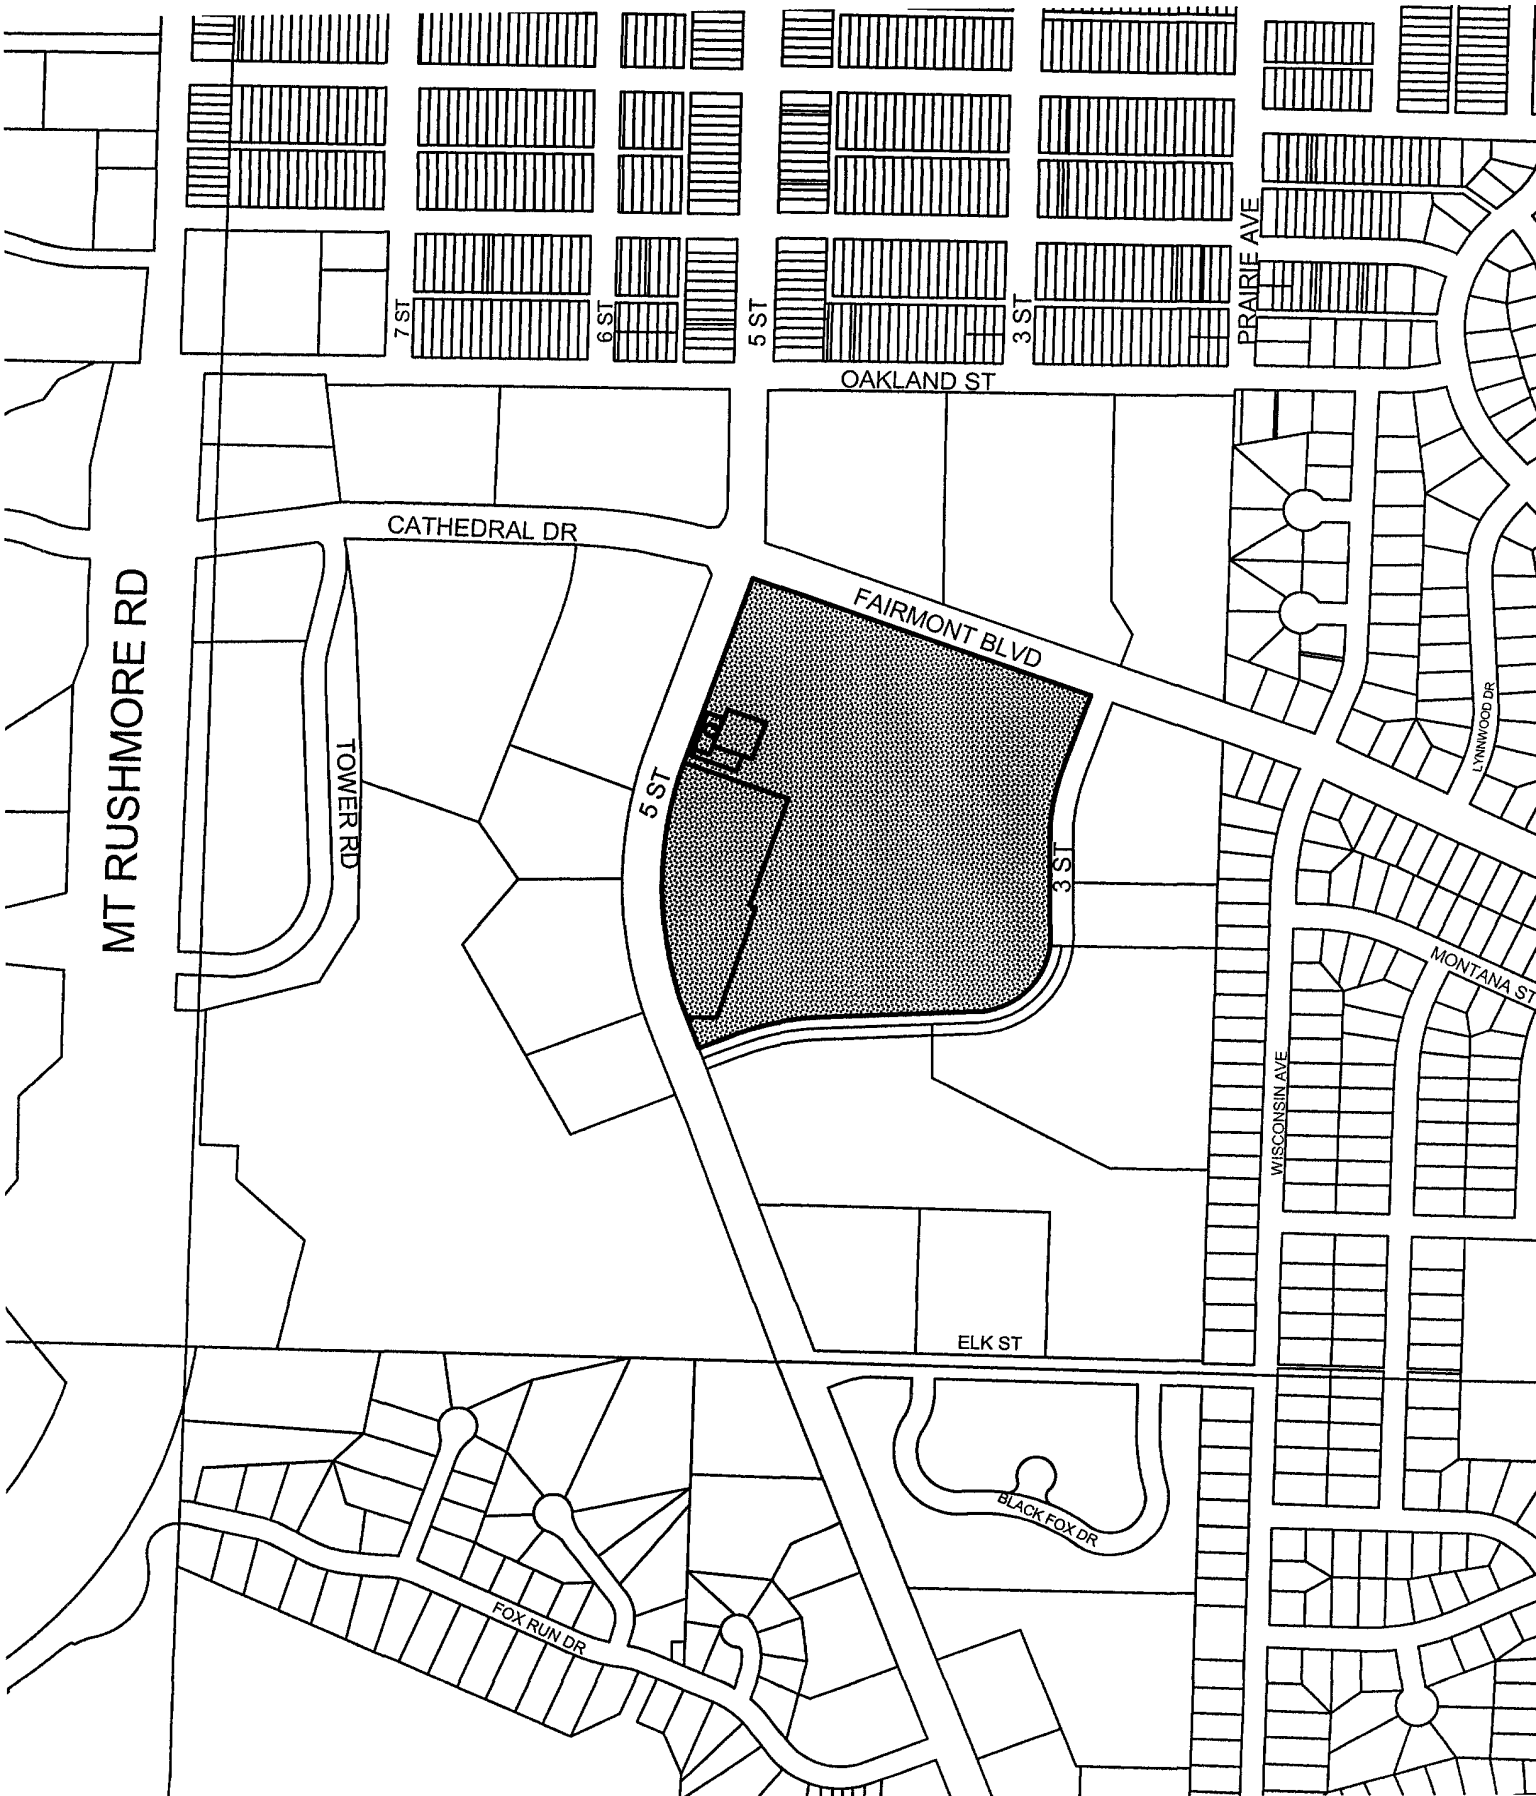 PRAIRIE AVE
7 ST
6 ST
5 ST
3 ST
OAKLAND ST
CATHEDRAL DR
FAIRMONT BLVD
MT RUSHMORE RD
LYNNWOOD DR
TOWER RD
5 ST
3 ST
MONTANA ST
WISCONSIN AVE
ELK ST
BLACK FOX DR
FOX RUN DR